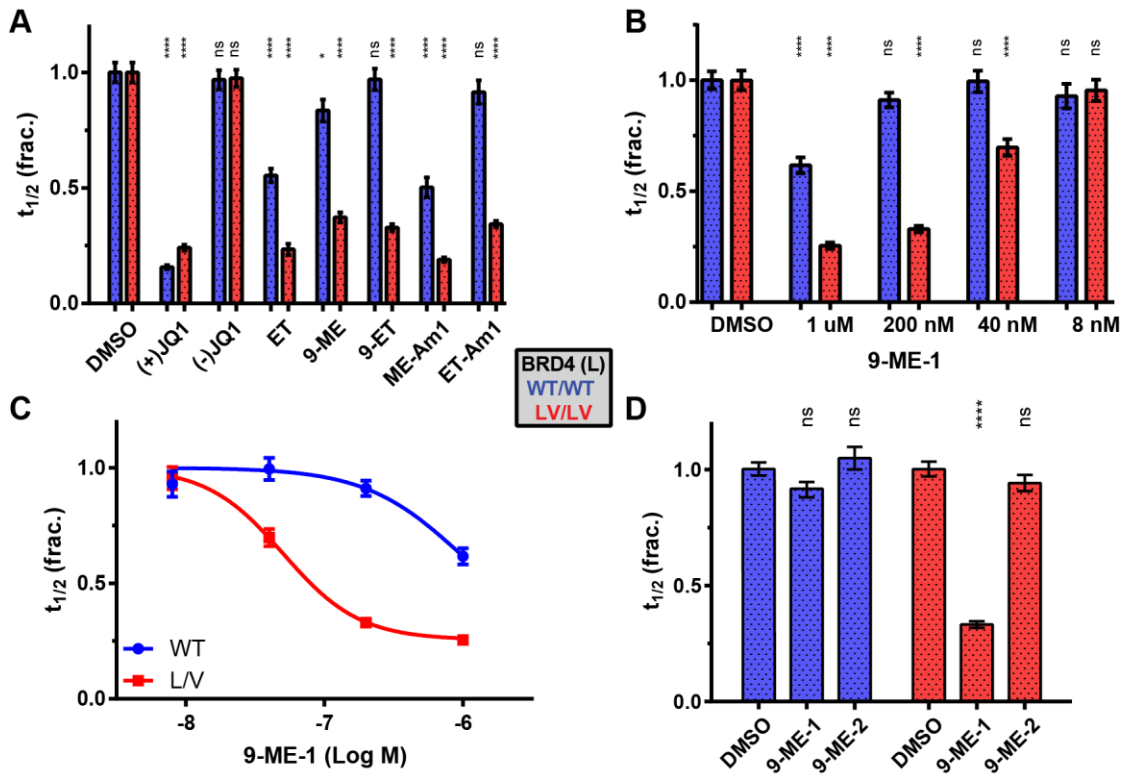 A
t1/2 (frac.)
1.0
0.5
0.0
**** **** ns ns **** **** * **** ns **** **** **** ns ****
DMSO (+)JQ1 (-)JQ1 ET 9-ME 9-ET ME-Am1 ET-Am1
B
t1/2 (frac.)
1.0
0.5
0.0
**** **** ns **** ns **** ns ns
DMSO 1 uM 200 nM 40 nM 8 nM
9-ME-1
BRD4 (L)
WT/WT
LV/LV
C
t1/2 (frac.)
1.0
0.5
0.0
WT
L/V
-8 -7 -6
9-ME-1 (Log M)
D
t1/2 (frac.)
1.0
0.5
0.0
ns ns **** ns
DMSO 9-ME-1 9-ME-2 DMSO 9-ME-1 9-ME-2